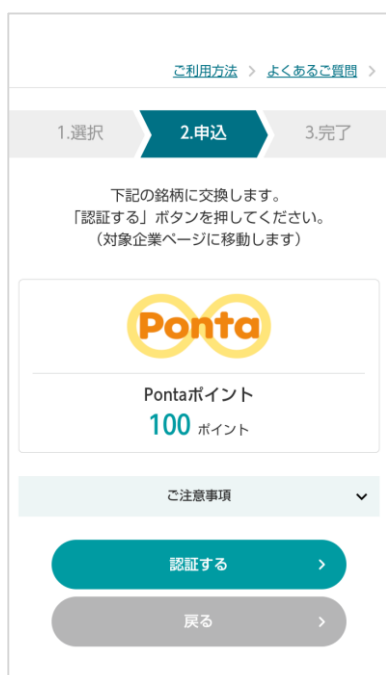 ご利用方法 > よくあるご質問 >
1.選択 2.申込 3.完了
下記の銘柄に交換します。
「認証する」ボタンを押してください。
（対象企業ページに移動します）
Ponta
Pontaポイント
100 ポイント
ご注意事項
認証する
戻る